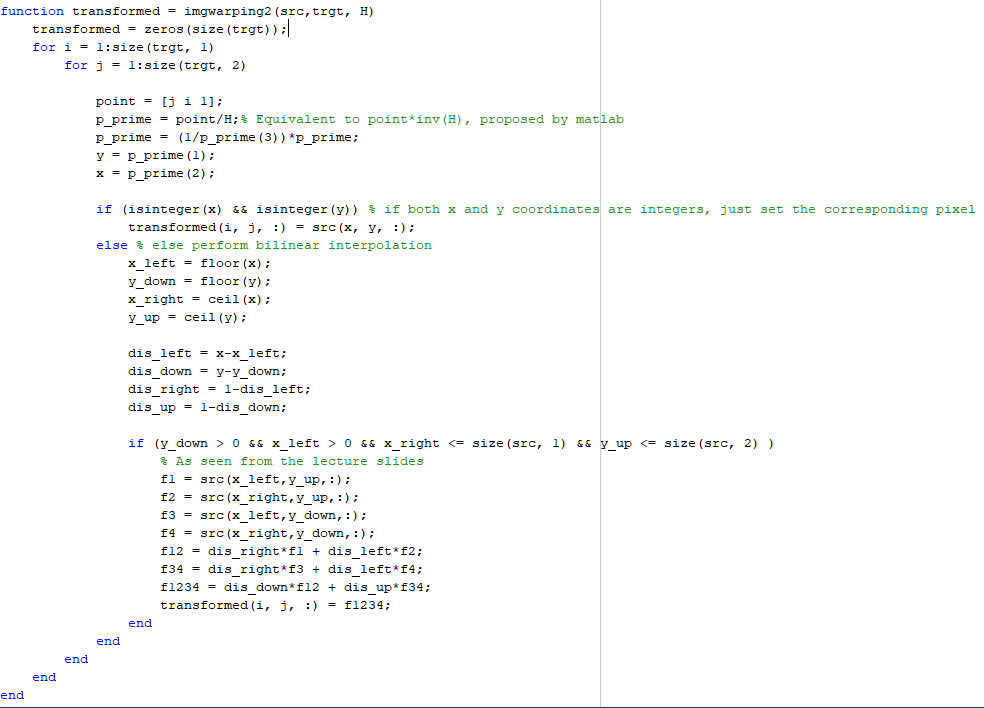 function transformed = imgwarping2(src,trgt, H)
    transformed = zeros(size(trgt));
    for i = 1:size(trgt, 1)
        for j = 1:size(trgt, 2)

            point = [j i 1];
            p_prime = point/H;% Equivalent to point*inv(H), proposed by matlab
            p_prime = (1/p_prime(3))*p_prime;
            y = p_prime(1);
            x = p_prime(2);

            if (isinteger(x) && isinteger(y)) % if both x and y coordinates are integers, just set the corresponding pixel
                transformed(i, j, :) = src(x, y, :);
            else % else perform bilinear interpolation
                x_left = floor(x);
                y_down = floor(y);
                x_right = ceil(x);
                y_up = ceil(y);

                dis_left = x-x_left;
                dis_down = y-y_down;
                dis_right = 1-dis_left;
                dis_up = 1-dis_down;

                if (y_down > 0 && x_left > 0 && x_right <= size(src, 1) && y_up <= size(src, 2) )
                    % As seen from the lecture slides
                    f1 = src(x_left,y_up,:);
                    f2 = src(x_right,y_up,:);
                    f3 = src(x_left,y_down,:);
                    f4 = src(x_right,y_down,:);
                    f12 = dis_right*f1 + dis_left*f2;
                    f34 = dis_right*f3 + dis_left*f4;
                    f1234 = dis_down*f12 + dis_up*f34;
                    transformed(i, j, :) = f1234;
                end
            end
        end
    end
end